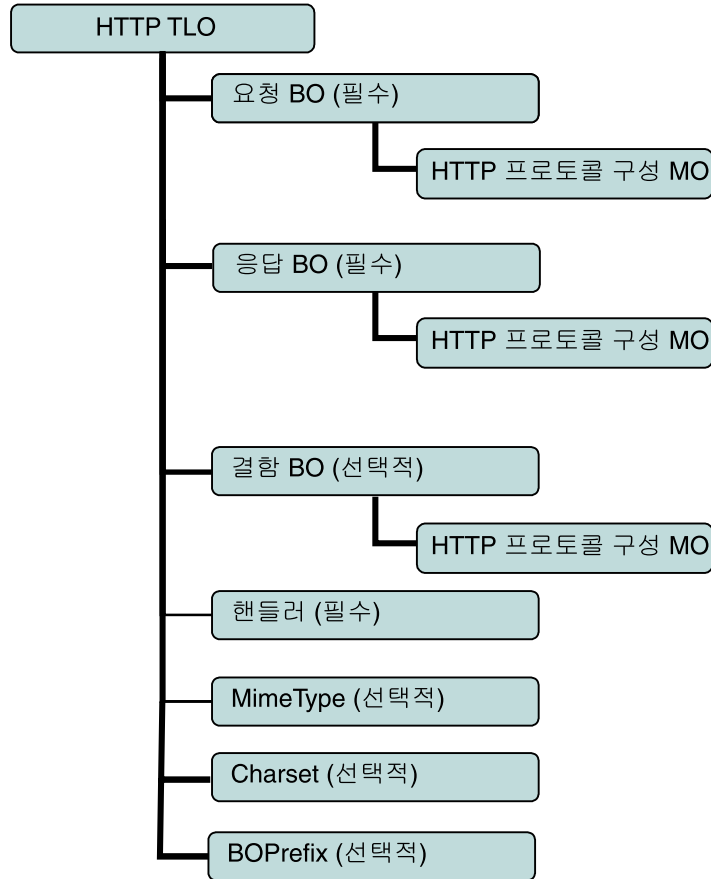 HTTP TLO
요청 BO (필수)
HTTP 프로토콜 구성 MO
응답 BO (필수)
HTTP 프로토콜 구성 MO
결함 BO (선택적)
HTTP 프로토콜 구성 MO
핸들러 (필수)
MimeType (선택적)
Charset (선택적)
BOPrefix (선택적)